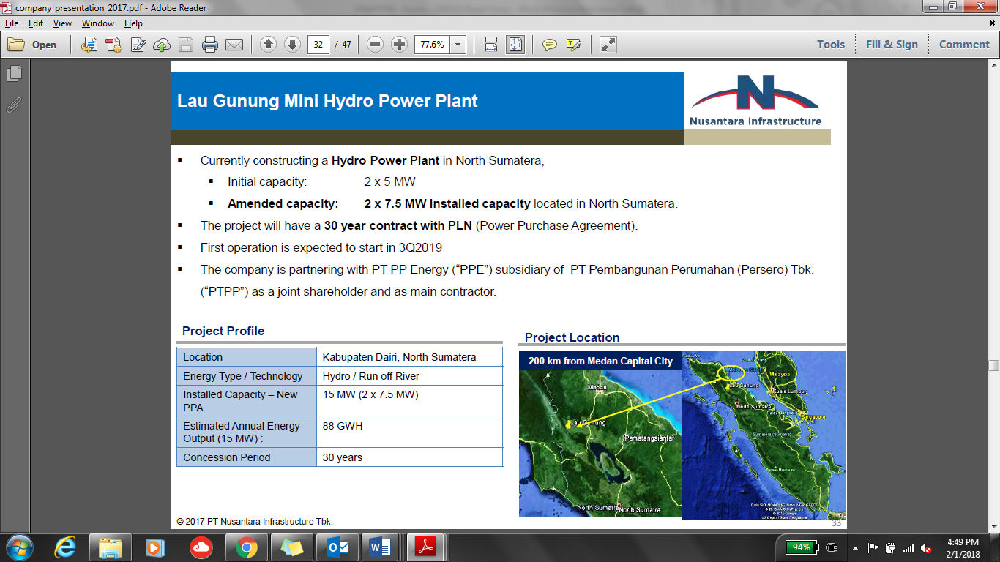 company_presentation_2017.pdf - Adobe Reader
File Edit View Window Help
Open 32 / 47 77.6% Tools Fill & Sign Comment
Lau Gunung Mini Hydro Power Plant
N
Nusantara Infrastructure
Currently constructing a Hydro Power Plant in North Sumatera,
Initial capacity: 2 x 5 MW
Amended capacity: 2 x 7.5 MW installed capacity located in North Sumatera.
The project will have a 30 year contract with PLN (Power Purchase Agreement).
First operation is expected to start in 3Q2019
The company is partnering with PT PP Energy (“PPE”) subsidiary of PT Pembangunan Perumahan (Persero) Tbk.
(“PTPP”) as a joint shareholder and as main contractor.
Project Profile
Location Kabupaten Dairi, North Sumatera
Energy Type / Technology Hydro / Run off River
Installed Capacity – New
PPA
15 MW (2 x 7.5 MW)
Estimated Annual Energy
Output (15 MW) :
88 GWH
Concession Period 30 years
Project Location
200 km from Medan Capital City
Medan
Lau Gunung
Pematangsiantar
North Sumatra
North Sumatra
Malaysia
Lau Gunung
Kuala Lumpur
North Sumatra
Singapore
Sumatera (Sumatra)
Barisan Mountains
© 2017 PT Nusantara Infrastructure Tbk.
33
94%
4:49 PM
2/1/2018